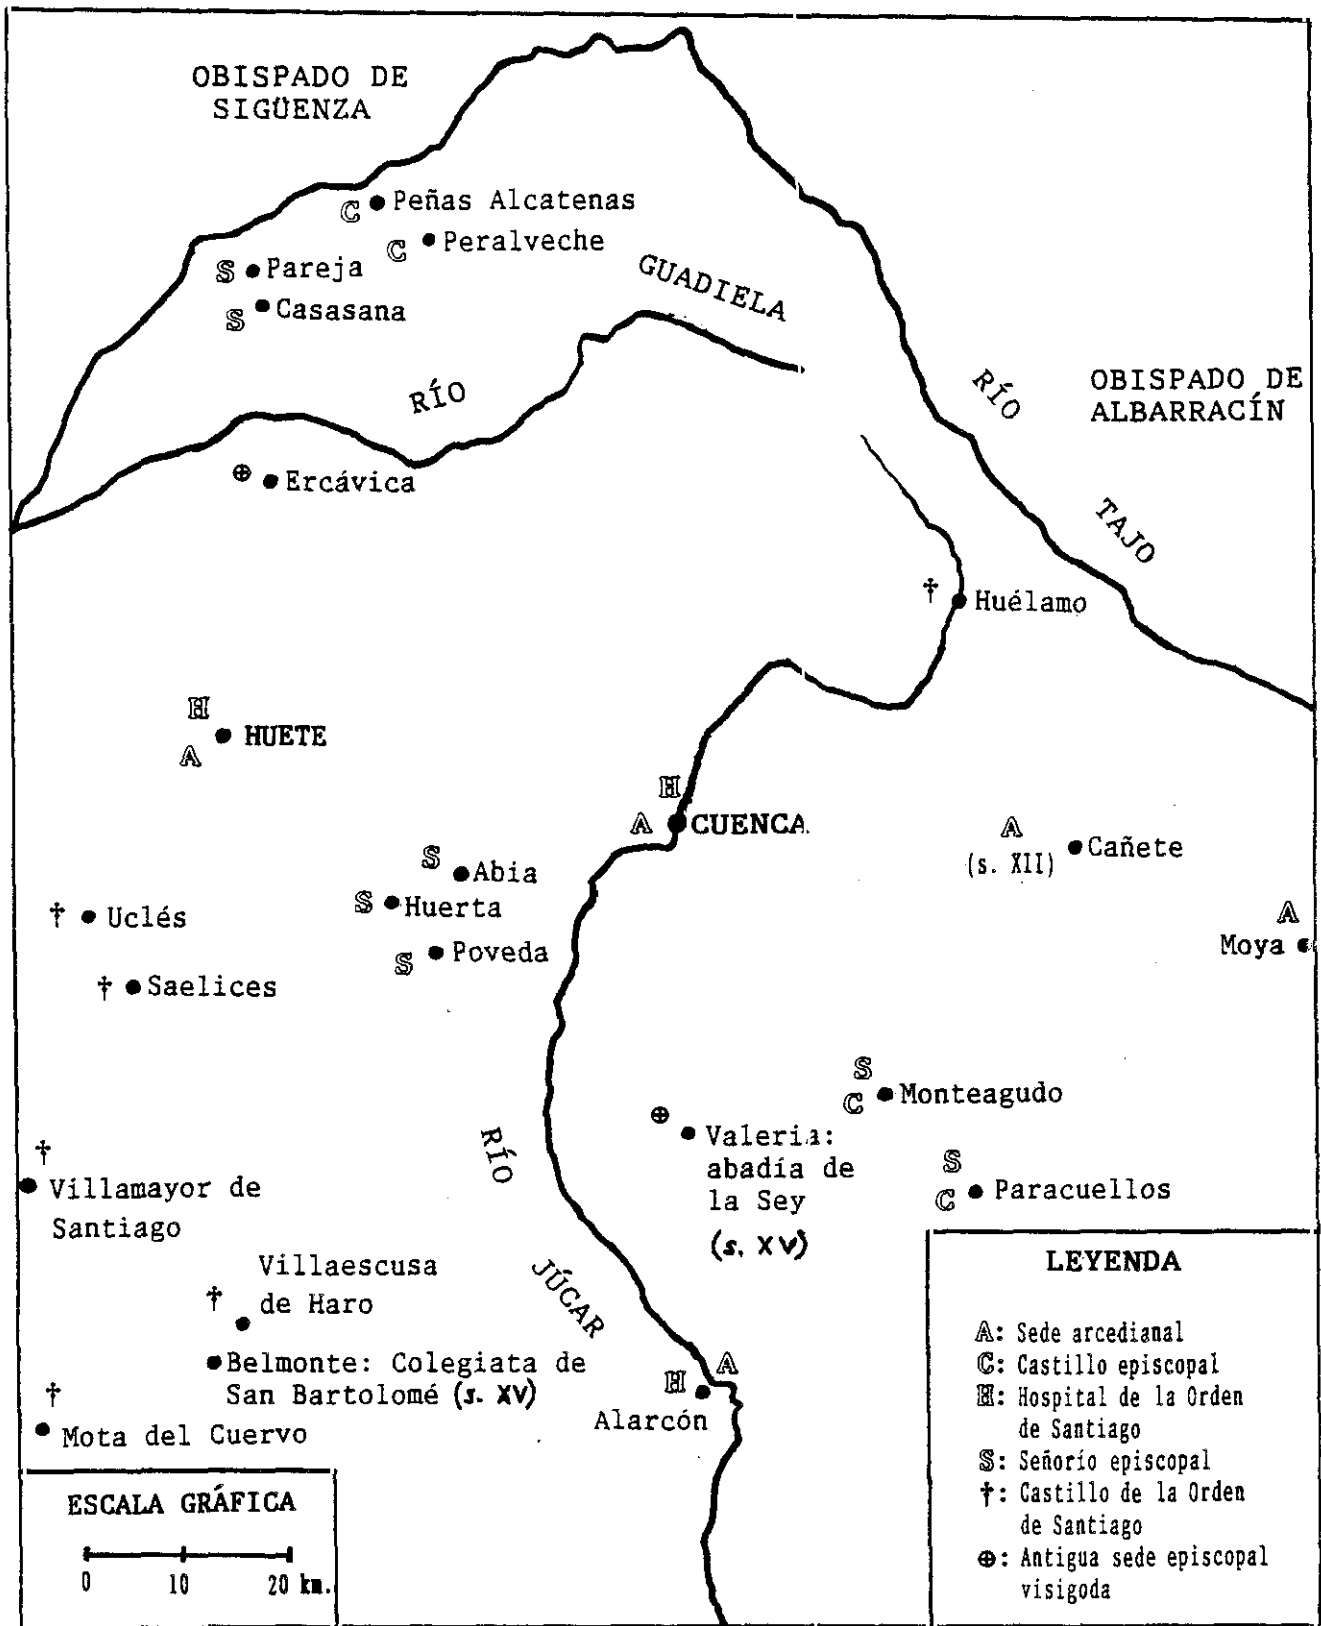 OBISPADO DE
SIGÜENZA
C
Peñas Alcatenas
C
Peralveche
S
Pareja
S
Casasana
GUADIELA
RÍO
OBISPADO DE
ALBARRACÍN
RÍO
TAJO
⊕
Ercávica
†
Huélamo
H
A
HUETE
H
A
CUENCA
A
(s. XII)
Cañete
S
Abia
S
Huerta
S
Poveda
†
Uclés
†
Saelices
A
Moya
S
C
Monteagudo
⊕
Valeria:
abadía de
la Sey
(s. XV)
S
C
Paracuellos
†
Villamayor de
Santiago
RÍO
JÚCAR
†
Villaescusa
de Haro
Belmonte: Colegiata de
San Bartolomé (s. XV)
†
Mota del Cuervo
H
A
Alarcón
ESCALA GRÁFICA
0 10 20 km.
LEYENDA
A: Sede arcedianal
C: Castillo episcopal
H: Hospital de la Orden
de Santiago
S: Señorío episcopal
†: Castillo de la Orden
de Santiago
⊕: Antigua sede episcopal
visigoda